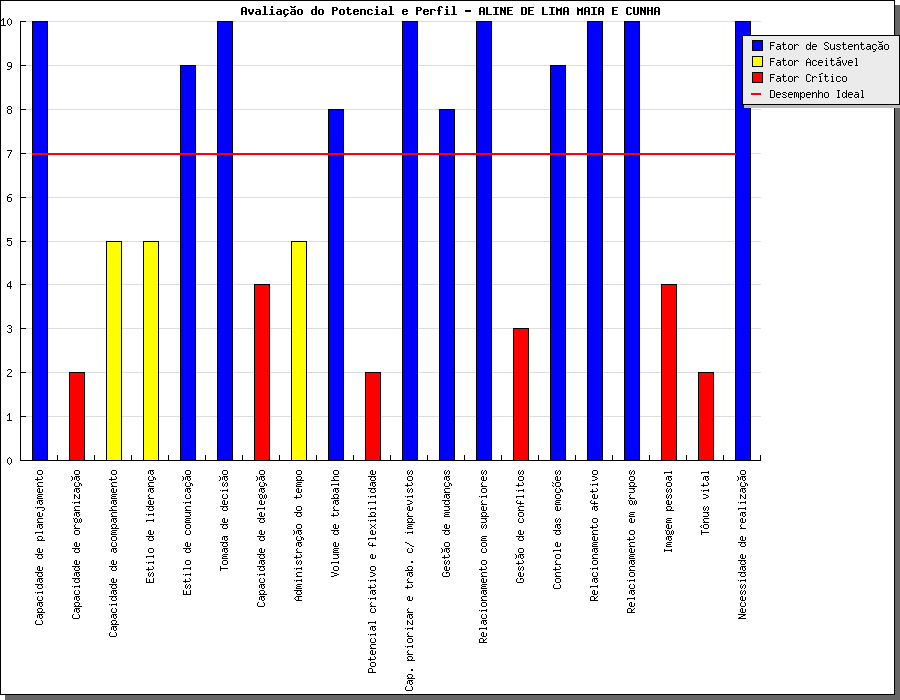 Avaliação do Potencial e Perfil - ALINE DE LIMA MAIA E CUNHA
Fator de Sustentação
Fator Aceitável
Fator Crítico
Desempenho Ideal
10
9
8
7
6
5
4
3
2
1
0
Capacidade de planejamento
Capacidade de organização
Capacidade de acompanhamento
Estilo de liderança
Estilo de comunicação
Tomada de decisão
Capacidade de delegação
Administração do tempo
Volume de trabalho
Potencial criativo e flexibilidade
Cap. priorizar e trab. c/ imprevistos
Gestão de mudanças
Relacionamento com superiores
Gestão de conflitos
Controle das emoções
Relacionamento afetivo
Relacionamento em grupos
Imagem pessoal
Tônus vital
Necessidade de realização